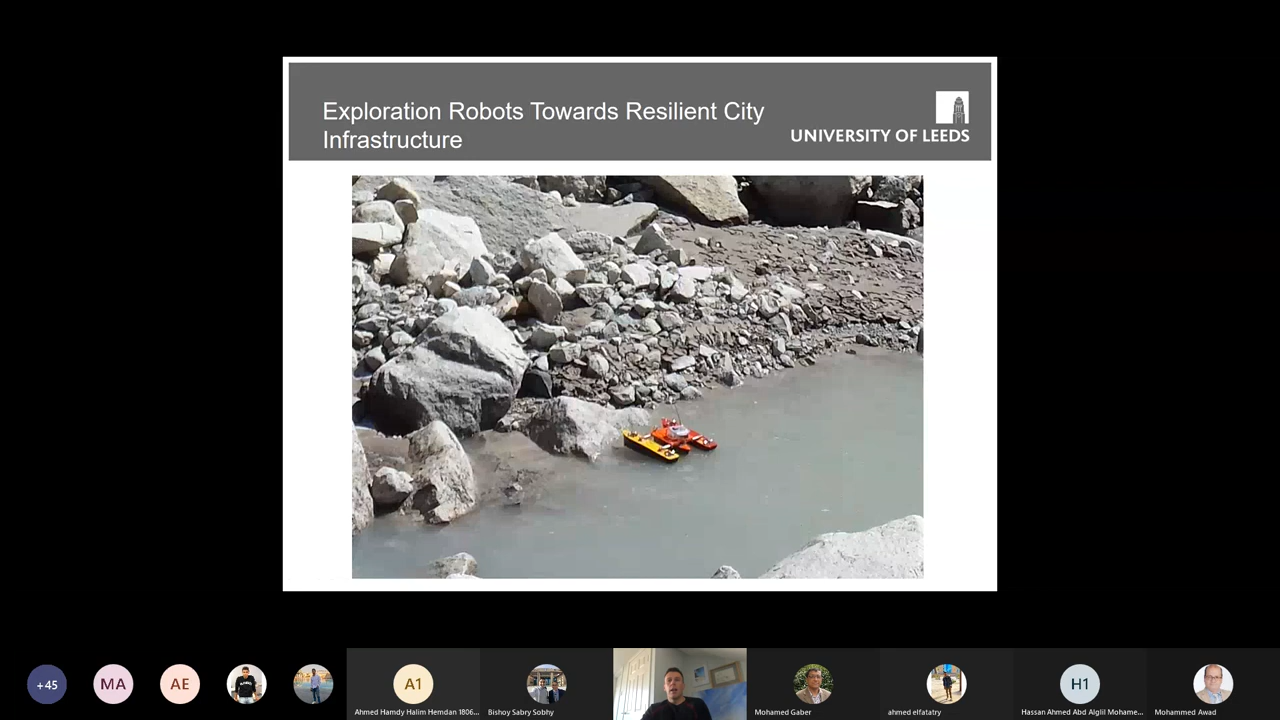 Exploration Robots Towards Resilient City
Infrastructure
UNIVERSITY OF LEEDS
+45
MA
AE
A1
H1
Ahmed Hamdy Halim Hemdan 1806...
Bishoy Sabry Sobhy
Mohamed Gaber
ahmed elfatatry
Hassan Ahmed Abd Alglil Mohame...
Mohammed Awad